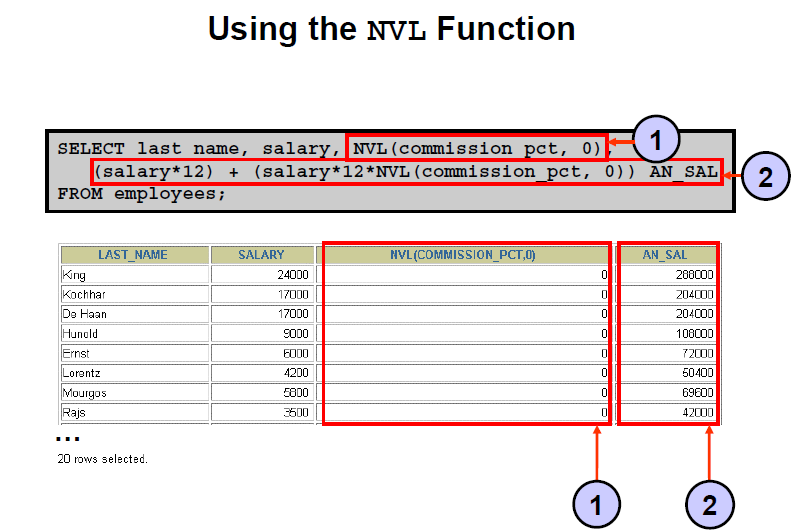 Using the NVL Function
SELECT last name, salary, NVL(commission pct, 0), 1
(salary*12) + (salary*12*NVL(commission_pct, 0)) AN_SAL 2
FROM employees;
LAST_NAME SALARY NVL(COMMISSION_PCT,0) AN_SAL
King 24000 0 288000
Kochhar 17000 0 204000
De Haan 17000 0 204000
Hunold 9000 0 108000
Ernst 6000 0 72000
Lorentz 4200 0 50400
Mourgos 5800 0 69600
Rajs 3500 0 42000
...
20 rows selected.
1 2